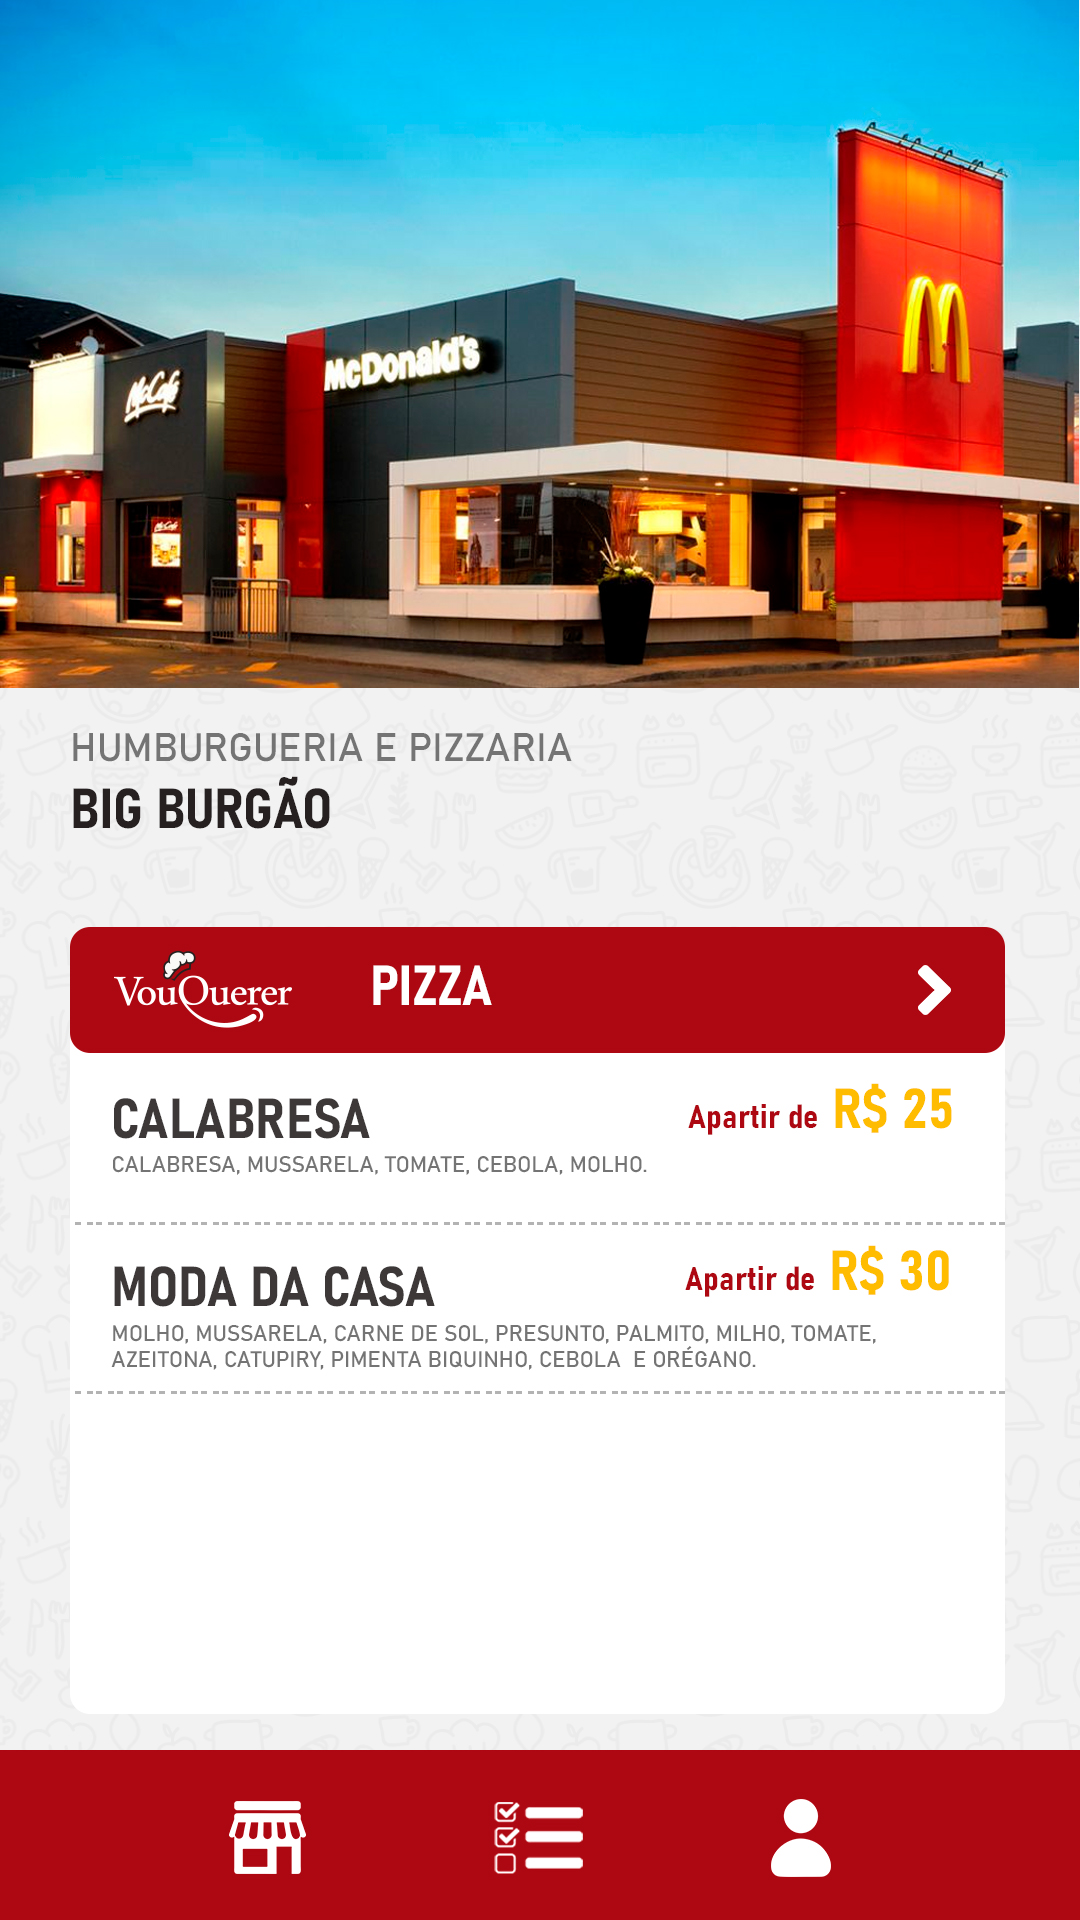 McCafé
McDonald's
McCafé
HUMBURGUERIA E PIZZARIA
BIG BURGÃO
VouQuerer
PIZZA
CALABRESA
Apartir de R$ 25
CALABRESA, MUSSARELA, TOMATE, CEBOLA, MOLHO.
MODA DA CASA
Apartir de R$ 30
MOLHO, MUSSARELA, CARNE DE SOL, PRESUNTO, PALMITO, MILHO, TOMATE,
AZEITONA, CATUPIRY, PIMENTA BIQUINHO, CEBOLA  E ORÉGANO.